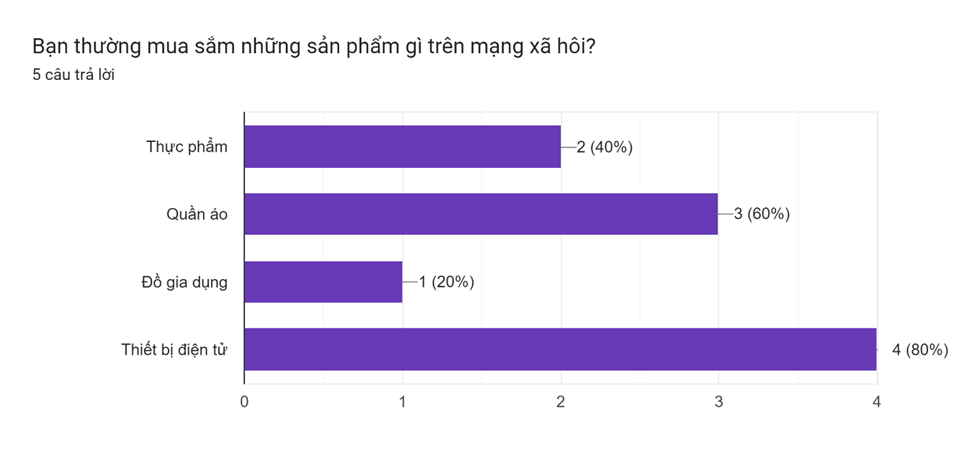 Bạn thường mua sắm những sản phẩm gì trên mạng xã hôi?
5 câu trả lời
Thực phẩm
2 (40%)
Quần áo
3 (60%)
Đồ gia dụng
1 (20%)
Thiết bị điện tử
4 (80%)
0 1 2 3 4